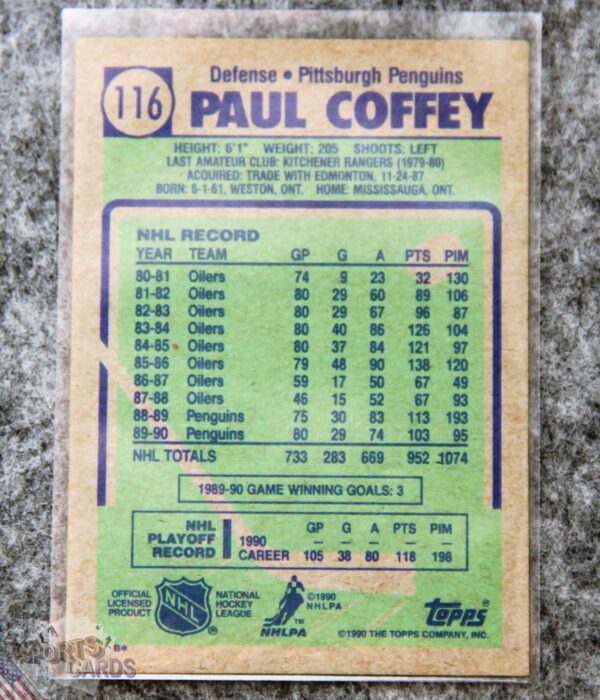 116
Defense • Pittsburgh Penguins
PAUL COFFEY
HEIGHT: 6'1" WEIGHT: 205 SHOOTS: LEFT
LAST AMATEUR CLUB: KITCHENER RANGERS (1979-80)
ACQUIRED: TRADE WITH EDMONTON, 11-24-87
BORN: 6-1-61, WESTON, ONT. HOME: MISSISSAUGA, ONT.
NHL RECORD
YEAR TEAM GP G A PTS PIM
80-81 Oilers 74 9 23 32 130
81-82 Oilers 80 29 60 89 106
82-83 Oilers 80 29 67 96 87
83-84 Oilers 80 40 86 126 104
84-85 Oilers 80 37 84 121 97
85-86 Oilers 79 48 90 138 120
86-87 Oilers 59 17 50 67 49
87-88 Oilers 46 15 52 67 93
88-89 Penguins 75 30 83 113 193
89-90 Penguins 80 29 74 103 95
NHL TOTALS 733 283 669 952 1074
1989-90 GAME WINNING GOALS: 3
NHL PLAYOFF RECORD
GP G A PTS PIM
1990 – – – – –
CAREER 105 38 80 118 198
OFFICIAL LICENSED PRODUCT
NHL ®
NATIONAL HOCKEY LEAGUE
™
NHLPA
©1990 NHLPA
TOPPS®
©1990 THE TOPPS COMPANY, INC.
B*
SPORTS CARDS